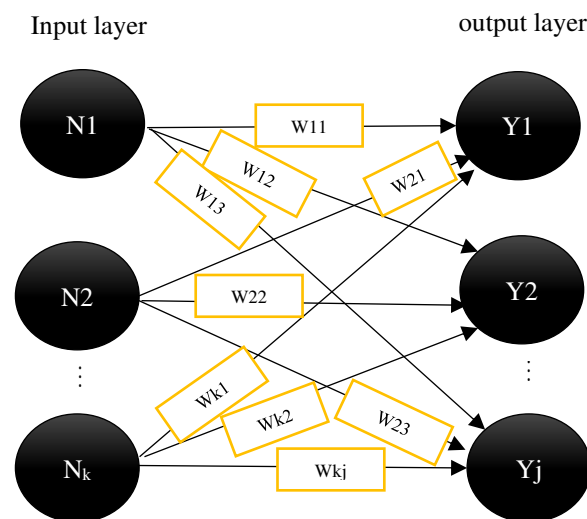 Input layer
output layer
N1
W11
Y1
W12
W21
W13
N2
W22
Y2
⋮
⋮
Wk1
Wk2
W23
Nk
Wkj
Yj